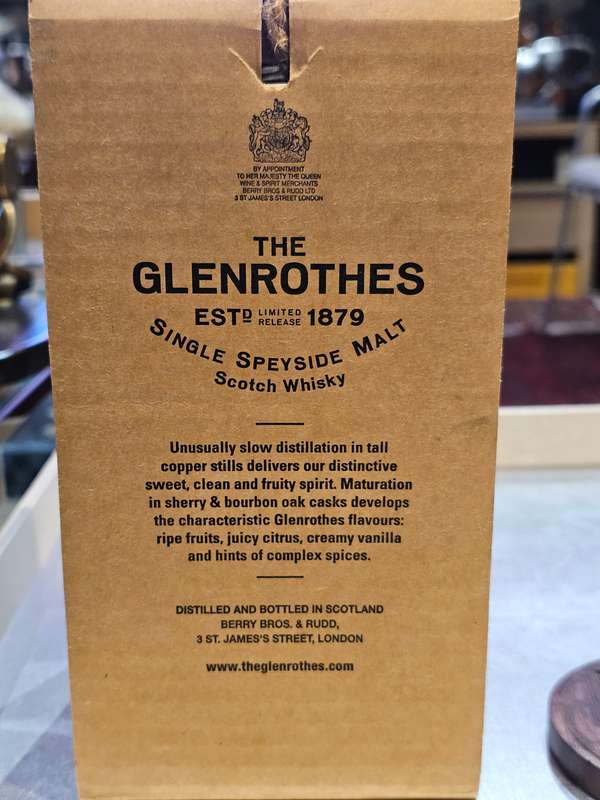 BY APPOINTMENT
TO HER MAJESTY THE QUEEN
WINE & SPIRIT MERCHANTS
BERRY BROS & RUDD LTD
3 ST JAMES'S STREET LONDON
THE
GLENROTHES
ESTD LIMITED RELEASE 1879
SINGLE SPEYSIDE MALT
Scotch Whisky
Unusually slow distillation in tall
copper stills delivers our distinctive
sweet, clean and fruity spirit. Maturation
in sherry & bourbon oak casks develops
the characteristic Glenrothes flavours:
ripe fruits, juicy citrus, creamy vanilla
and hints of complex spices.
DISTILLED AND BOTTLED IN SCOTLAND
BERRY BROS. & RUDD,
3 ST. JAMES'S STREET, LONDON
www.theglenrothes.com